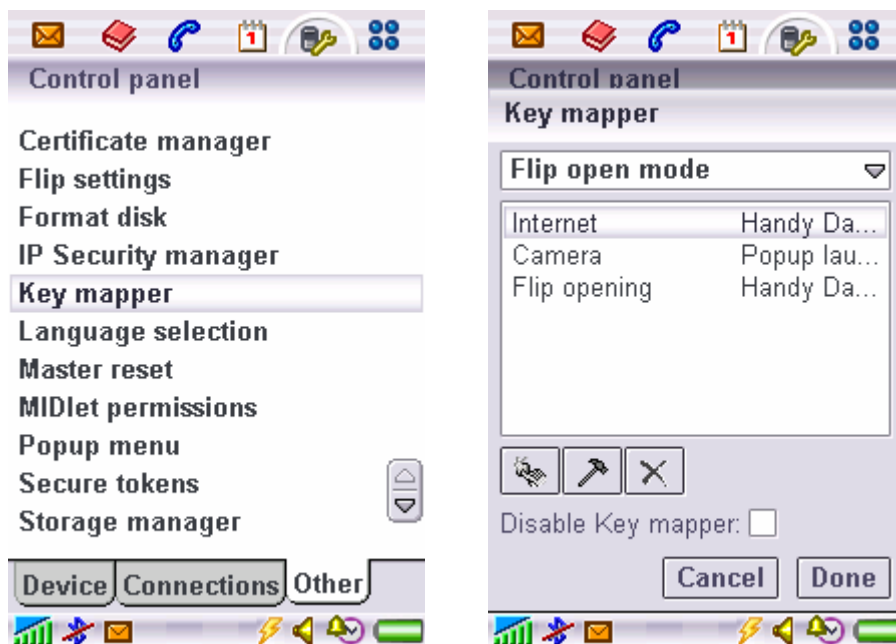 1
Control panel
Certificate manager
Flip settings
Format disk
IP Security manager
Key mapper
Language selection
Master reset
MIDlet permissions
Popup menu
Secure tokens
Storage manager
Device Connections Other
1
Control panel
Key mapper
Flip open mode
Internet Handy Da...
Camera Popup lau...
Flip opening Handy Da...
Disable Key mapper:
Cancel Done